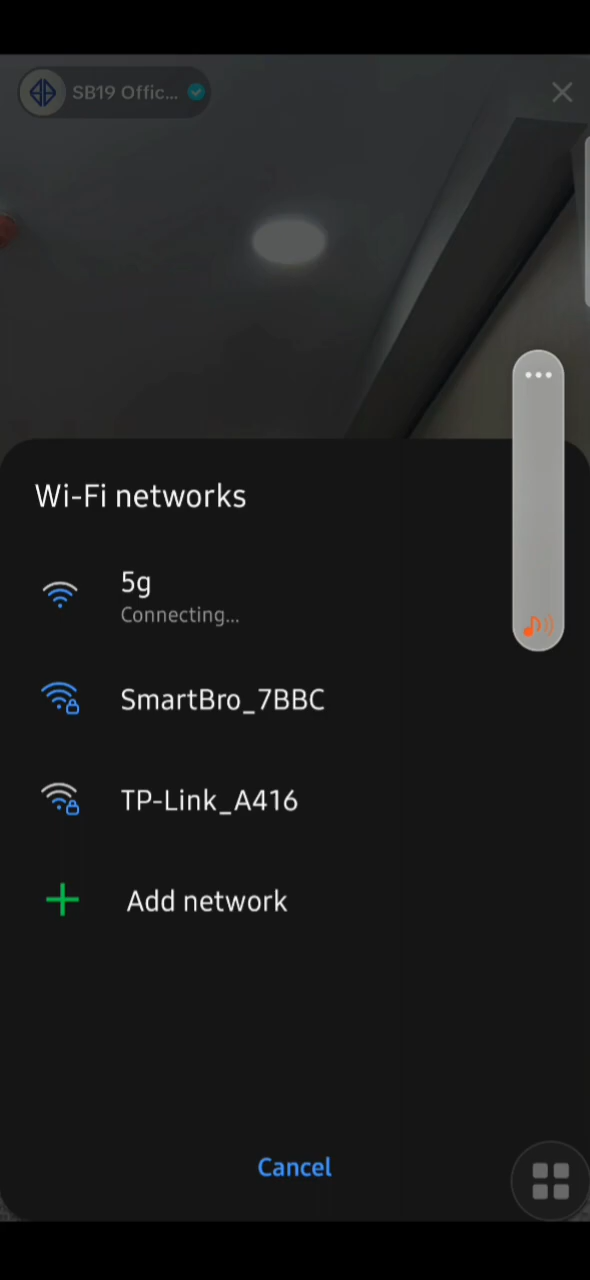 SB19 Offic...
Wi-Fi networks
5g
Connecting...
SmartBro_7BBC
TP-Link_A416
Add network
Cancel